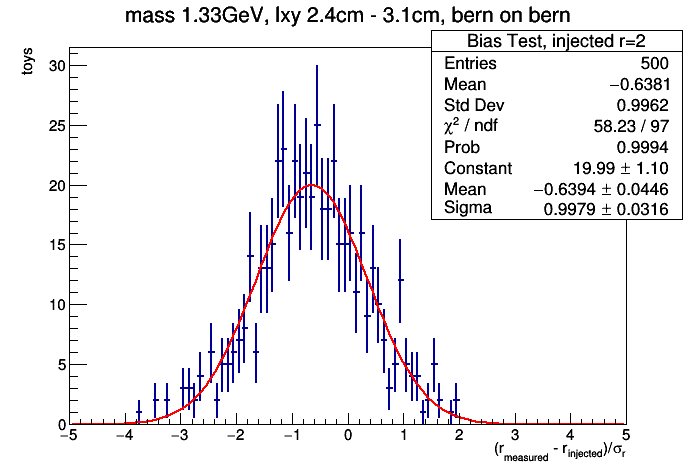 mass 1.33GeV, lxy 2.4cm - 3.1cm, bern on bern
Bias Test, injected r=2
Entries 500
Mean −0.6381
Std Dev 0.9962
χ² / ndf 58.23 / 97
Prob 0.9994
Constant 19.99 ± 1.10
Mean −0.6394 ± 0.0446
Sigma 0.9979 ± 0.0316
toys
30
25
20
15
10
5
0
−5 −4 −3 −2 −1 0 1 2 3 4 5
(r_measured - r_injected)/σ_r